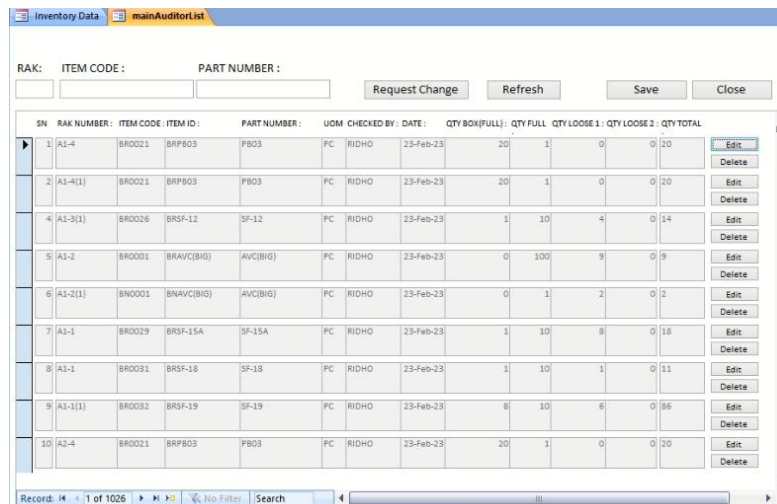 Inventory Data mainAuditorList
RAK: ITEM CODE : PART NUMBER :
Request Change Refresh Save Close
SN RAK NUMBER : ITEM CODE : ITEM ID : PART NUMBER : UOM CHECKED BY : DATE : QTY BOX(FULL) : QTY FULL QTY LOOSE 1 : QTY LOOSE 2 : QTY TOTAL
1 A1-4 BR0021 BRPB03 PB03 PC RIDHO 23-Feb-23 20 1 0 0 20 Edit
Delete
2 A1-4(1) BR0021 BRPB03 PB03 PC RIDHO 23-Feb-23 20 1 0 0 20 Edit
Delete
4 A1-3(1) BR0026 BRSF-12 SF-12 PC RIDHO 23-Feb-23 1 10 4 0 14 Edit
Delete
5 A1-2 BR0001 BRAVC(BIG) AVC(BIG) PC RIDHO 23-Feb-23 0 100 9 0 9 Edit
Delete
6 A1-2(1) BN0001 BNAVC(BIG) AVC(BIG) PC RIDHO 23-Feb-23 0 1 2 0 2 Edit
Delete
7 A1-1 BR0029 BRSF-15A SF-15A PC RIDHO 23-Feb-23 1 10 8 0 18 Edit
Delete
8 A1-1 BR0031 BRSF-18 SF-18 PC RIDHO 23-Feb-23 1 10 1 0 11 Edit
Delete
9 A1-1(1) BR0032 BRSF-19 SF-19 PC RIDHO 23-Feb-23 8 10 6 0 86 Edit
Delete
10 A2-4 BR0021 BRPB03 PB03 PC RIDHO 23-Feb-23 20 1 0 0 20 Edit
Delete
Record: 1 of 1026 No Filter Search